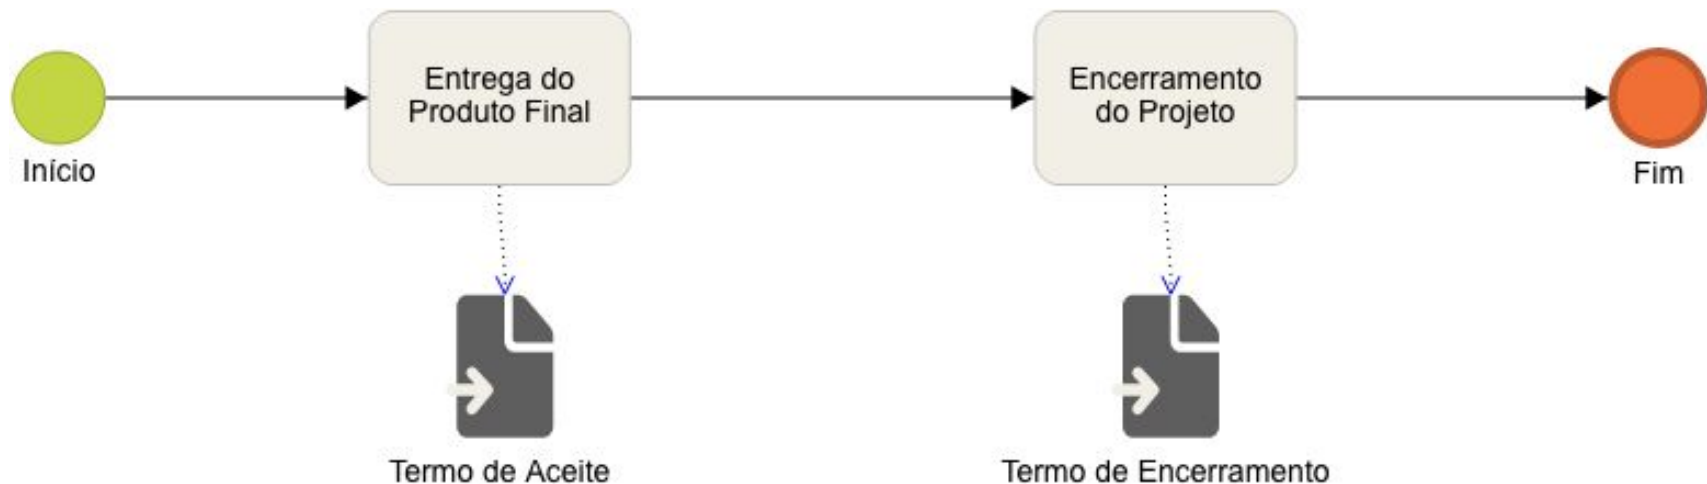 Entrega do
Produto Final
Encerramento
do Projeto
Início
Fim
Termo de Aceite
Termo de Encerramento